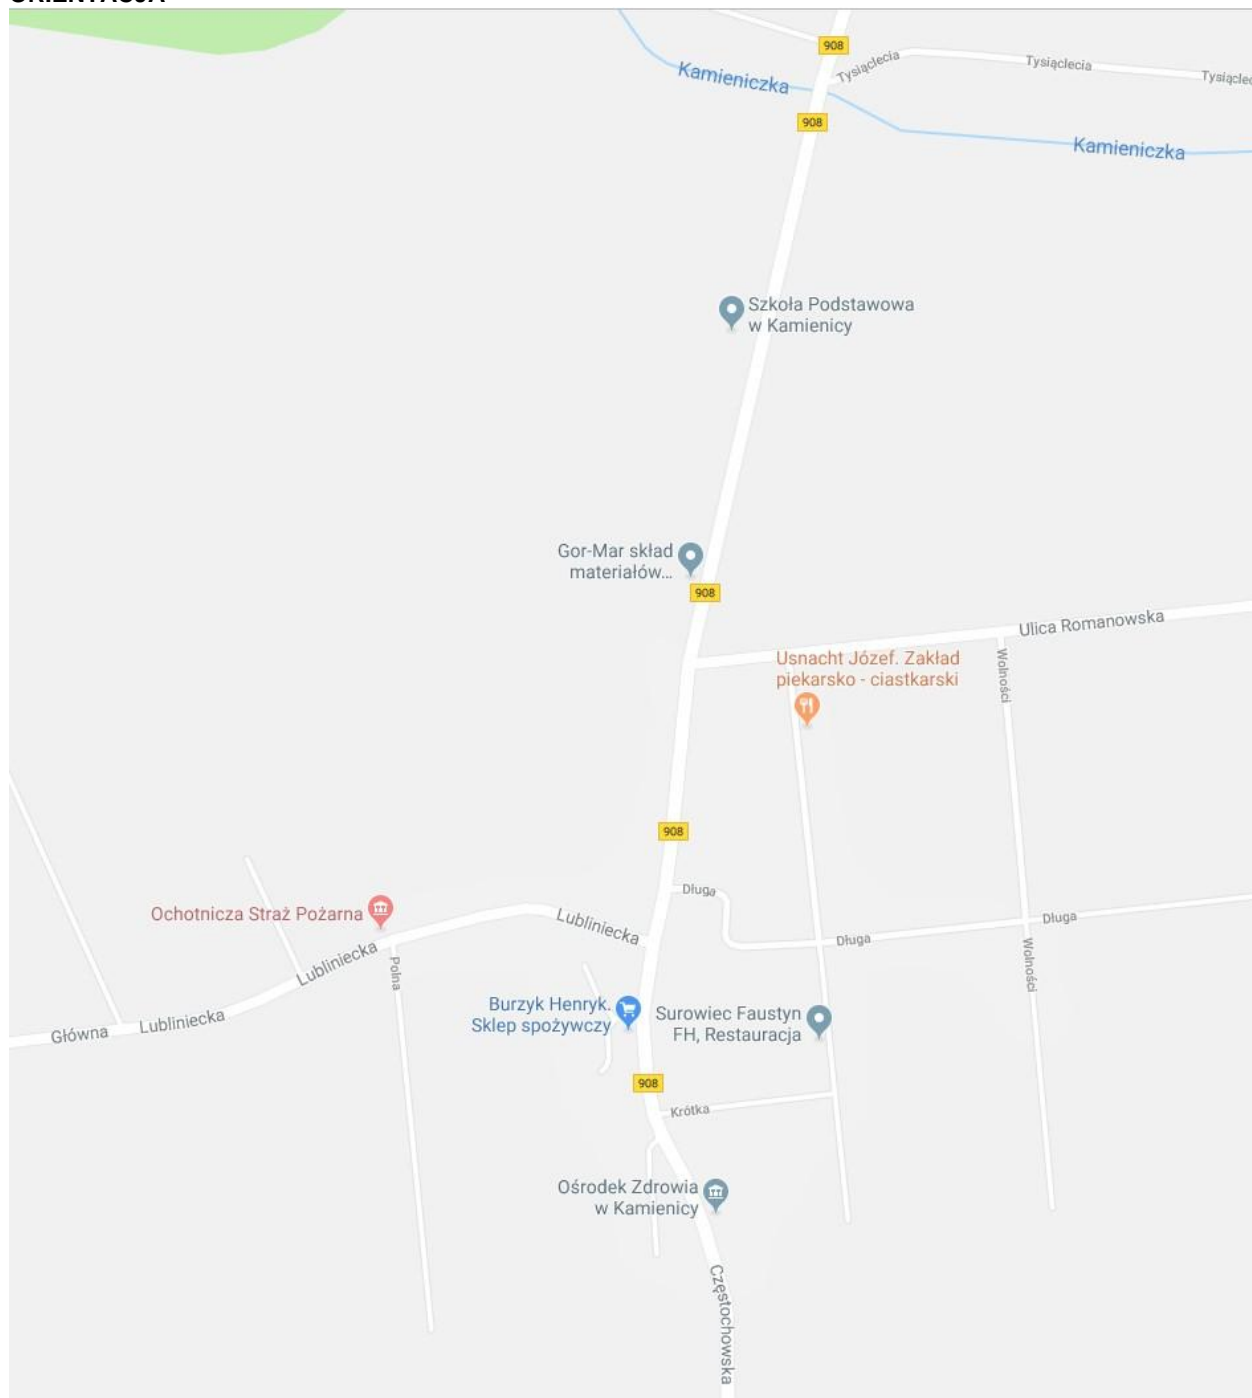 ORIENTACJA
908
Tysiąclecia
Tysiąclecia
Kamieniczka
908
Kamieniczka
Szkoła Podstawowa
w Kamienicy
Gor-Mar skład
materiałów...
908
Ulica Romanowska
Usnacht Józef. Zakład
piekarsko - ciastkarski
Wolności
908
Długa
Ochotnicza Straż Pożarna
Lubliniecka
Długa
Długa
Lubliniecka
Polna
Wolności
Burzyk Henryk.
Sklep spożywczy
Surowiec Faustyn
FH, Restauracja
Główna
Lubliniecka
908
Krótka
Ośrodek Zdrowia
w Kamienicy
Częstochowska